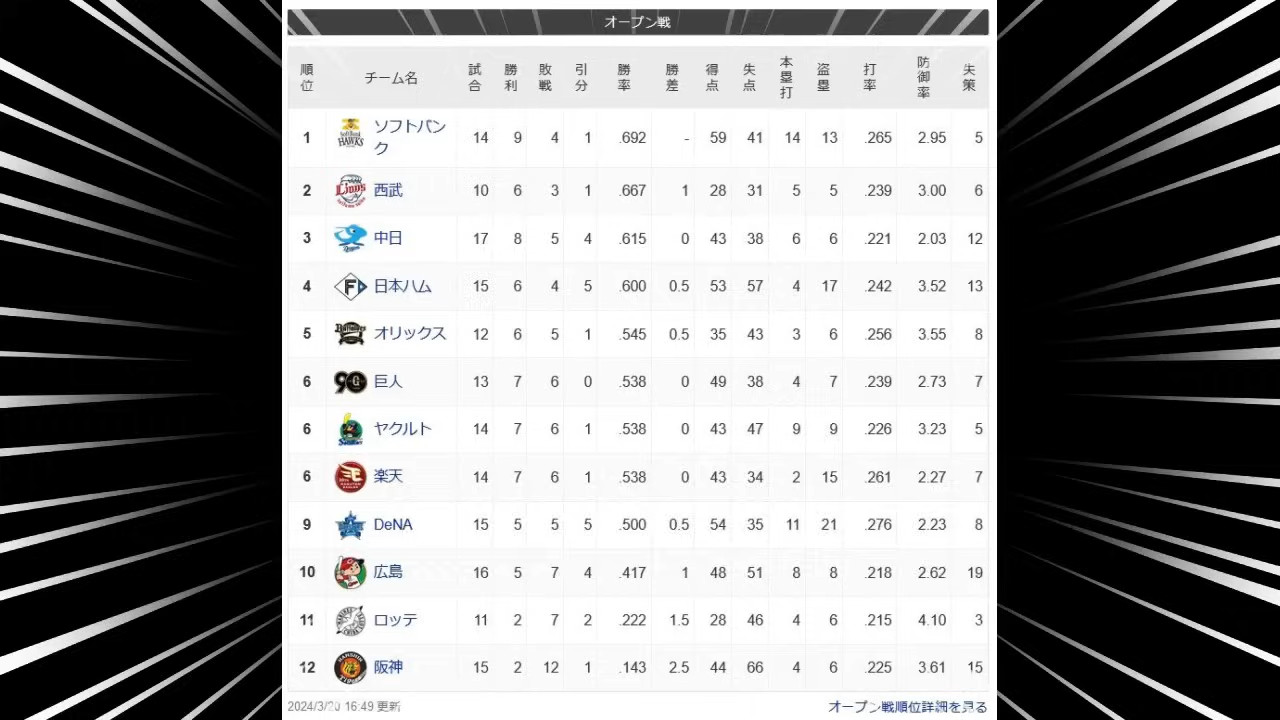 オープン戦
順位 チーム名 試合 勝利 敗戦 引分 勝率 勝差 得点 失点 本塁打 盗塁 打率 防御率 失策
1 ソフトバンク 14 9 4 1 .692 - 59 41 14 13 .265 2.95 5
2 西武 10 6 3 1 .667 1 28 31 5 5 .239 3.00 6
3 中日 17 8 5 4 .615 0 43 38 6 6 .221 2.03 12
4 日本ハム 15 6 4 5 .600 0.5 53 57 4 17 .242 3.52 13
5 オリックス 12 6 5 1 .545 0.5 35 43 3 6 .256 3.55 8
6 巨人 13 7 6 0 .538 0 49 38 4 7 .239 2.73 7
6 ヤクルト 14 7 6 1 .538 0 43 47 9 9 .226 3.23 5
6 楽天 14 7 6 1 .538 0 43 34 2 15 .261 2.27 7
9 DeNA 15 5 5 5 .500 0.5 54 35 11 21 .276 2.23 8
10 広島 16 5 7 4 .417 1 48 51 8 8 .218 2.62 19
11 ロッテ 11 2 7 2 .222 1.5 28 46 4 6 .215 4.10 3
12 阪神 15 2 12 1 .143 2.5 44 66 4 6 .225 3.61 15
2024/3/20 16:49 更新 オープン戦順位詳細を見る